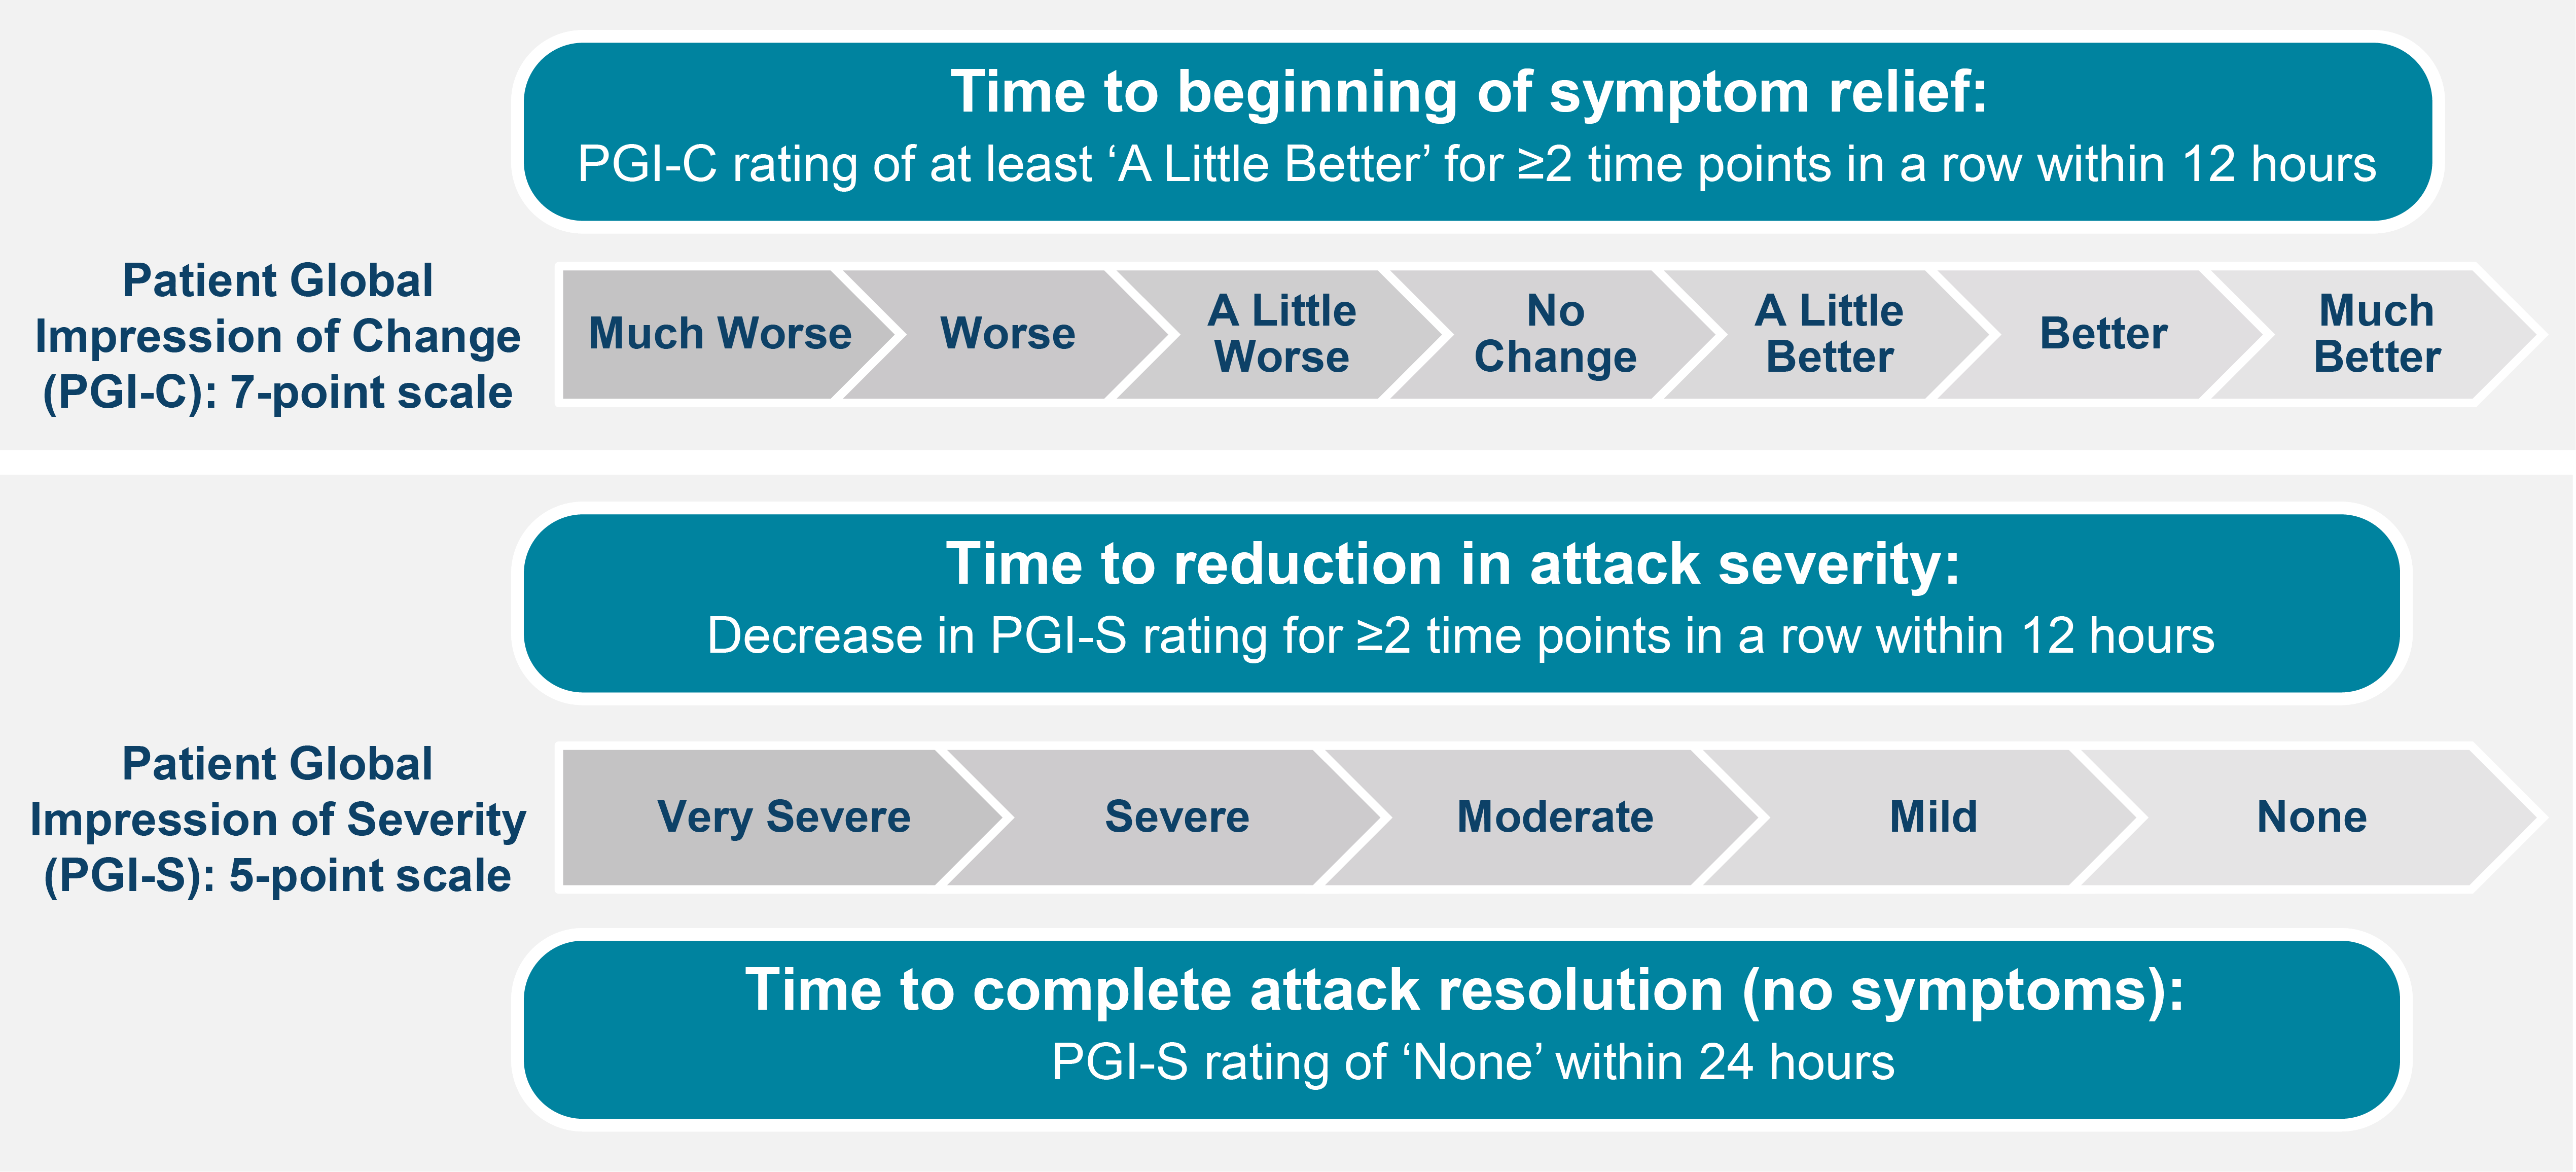 Time to beginning of symptom relief:
PGI-C rating of at least ‘A Little Better’ for ≥2 time points in a row within 12 hours
Patient Global
Impression of Change
(PGI-C): 7-point scale
Much Worse
Worse
A Little
Worse
No
Change
A Little
Better
Better
Much
Better
Time to reduction in attack severity:
Decrease in PGI-S rating for ≥2 time points in a row within 12 hours
Patient Global
Impression of Severity
(PGI-S): 5-point scale
Very Severe
Severe
Moderate
Mild
None
Time to complete attack resolution (no symptoms):
PGI-S rating of ‘None’ within 24 hours